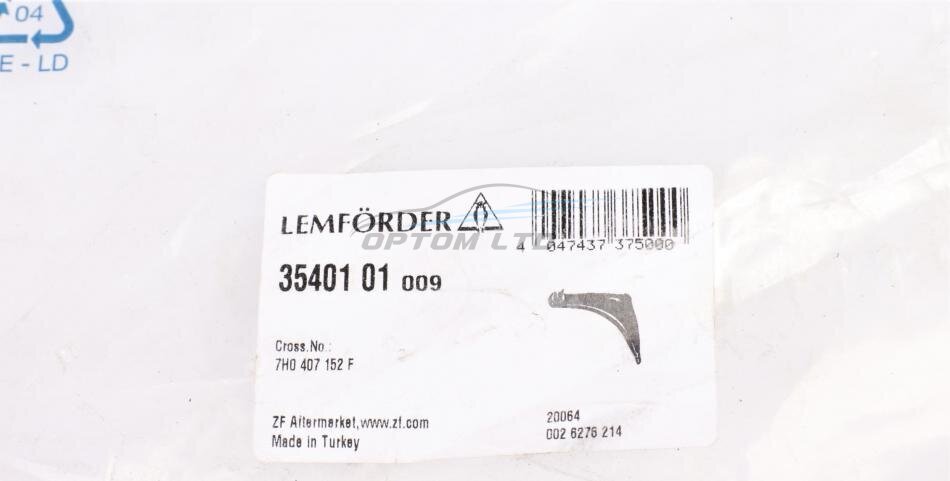 04
E - LD
LEMFÖRDER
OPTOM LTD
4 047437 375000
35401 01 009
Cross.No.:
7H0 407 152 F
ZF Aftermarket,www.zf.com
Made in Turkey
20064
002 6276 214